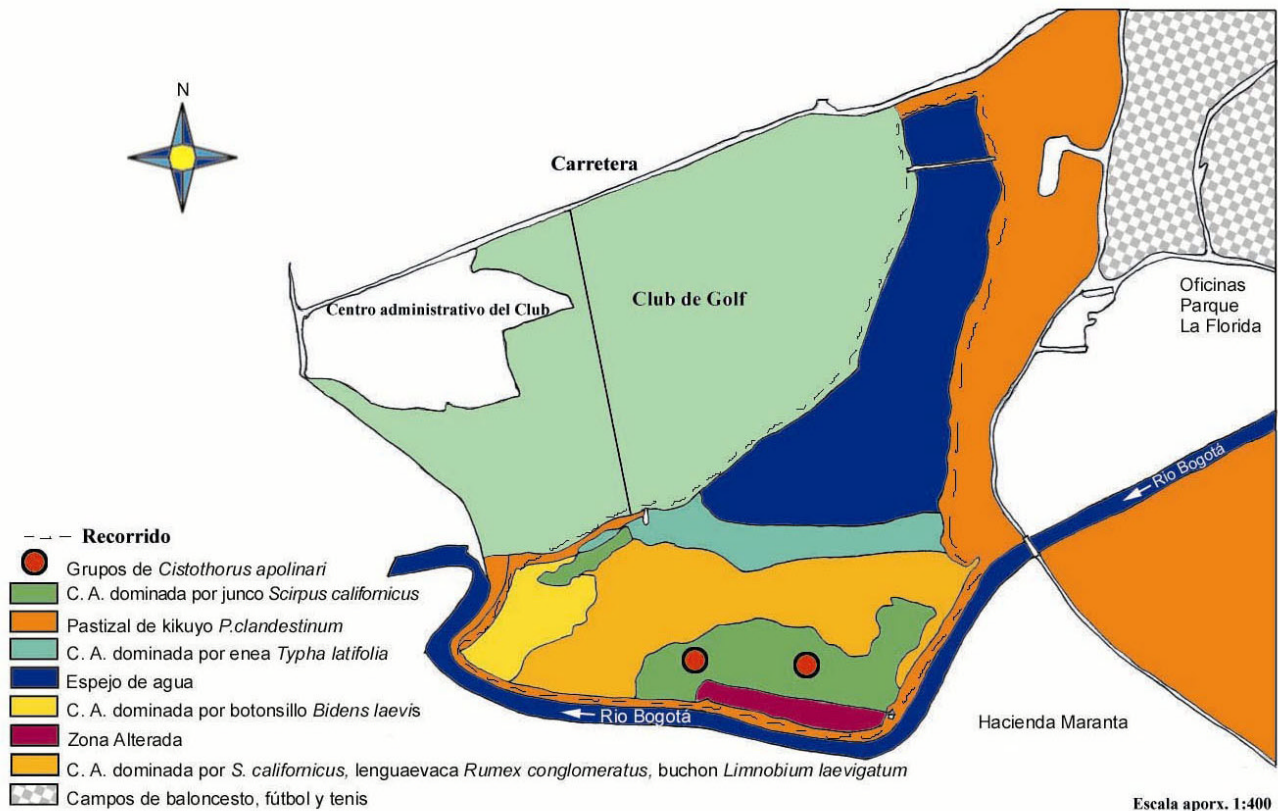 N
Carretera
Centro administrativo del Club
Club de Golf
Oficinas
Parque
La Florida
Río Bogotá
Recorrido
Grupos de Cistothorus apolinari
C. A. dominada por junco Scirpus californicus
Pastizal de kikuyo P.clandestinum
C. A. dominada por enea Typha latifolia
Espejo de agua
C. A. dominada por botonsillo Bidens laevis
Zona Alterada
C. A. dominada por S. californicus, lenguaevaca Rumex conglomeratus, buchon Limnobium laevigatum
Campos de baloncesto, fútbol y tenis
Río Bogotá
Hacienda Maranta
Escala aporx. 1:400